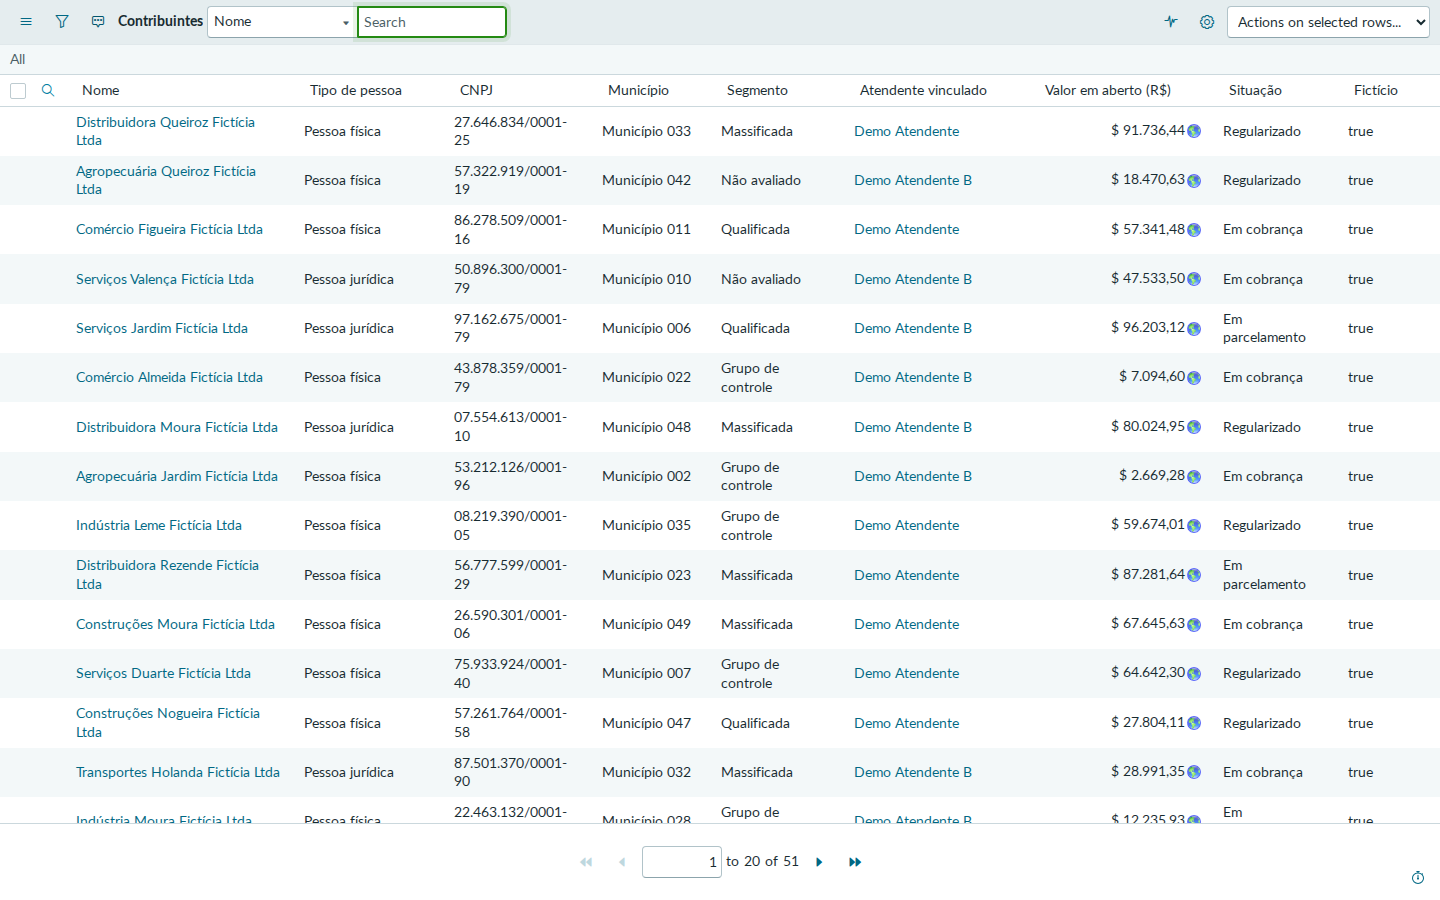 Contribuintes Nome Search Actions on selected rows...
All
Nome Tipo de pessoa CNPJ Município Segmento Atendente vinculado Valor em aberto (R$) Situação Fictício
Distribuidora Queiroz Fictícia Ltda Pessoa física 27.646.834/0001-25 Município 033 Massificada Demo Atendente $ 91.736,44 Regularizado true
Agropecuária Queiroz Fictícia Ltda Pessoa física 57.322.919/0001-19 Município 042 Não avaliado Demo Atendente B $ 18.470,63 Regularizado true
Comércio Figueira Fictícia Ltda Pessoa física 86.278.509/0001-16 Município 011 Qualificada Demo Atendente $ 57.341,48 Em cobrança true
Serviços Valença Fictícia Ltda Pessoa jurídica 50.896.300/0001-79 Município 010 Não avaliado Demo Atendente B $ 47.533,50 Em cobrança true
Serviços Jardim Fictícia Ltda Pessoa jurídica 97.162.675/0001-79 Município 006 Qualificada Demo Atendente B $ 96.203,12 Em parcelamento true
Comércio Almeida Fictícia Ltda Pessoa física 43.878.359/0001-79 Município 022 Grupo de controle Demo Atendente B $ 7.094,60 Em cobrança true
Distribuidora Moura Fictícia Ltda Pessoa jurídica 07.554.613/0001-10 Município 048 Massificada Demo Atendente B $ 80.024,95 Regularizado true
Agropecuária Jardim Fictícia Ltda Pessoa física 53.212.126/0001-96 Município 002 Grupo de controle Demo Atendente B $ 2.669,28 Em cobrança true
Indústria Leme Fictícia Ltda Pessoa física 08.219.390/0001-05 Município 035 Grupo de controle Demo Atendente $ 59.674,01 Regularizado true
Distribuidora Rezende Fictícia Ltda Pessoa física 56.777.599/0001-29 Município 023 Massificada Demo Atendente $ 87.281,64 Em parcelamento true
Construções Moura Fictícia Ltda Pessoa física 26.590.301/0001-06 Município 049 Massificada Demo Atendente $ 67.645,63 Em cobrança true
Serviços Duarte Fictícia Ltda Pessoa física 75.933.924/0001-40 Município 007 Grupo de controle Demo Atendente $ 64.642,30 Regularizado true
Construções Nogueira Fictícia Ltda Pessoa física 57.261.764/0001-58 Município 047 Qualificada Demo Atendente $ 27.804,11 Regularizado true
Transportes Holanda Fictícia Ltda Pessoa jurídica 87.501.370/0001-90 Município 032 Massificada Demo Atendente B $ 28.991,35 Em cobrança true
Indústria Moura Fictícia Ltda Pessoa física 22.463.132/0001- Município 028 Grupo de Demo Atendente B $ 12.235,93 Em true
1 to 20 of 51